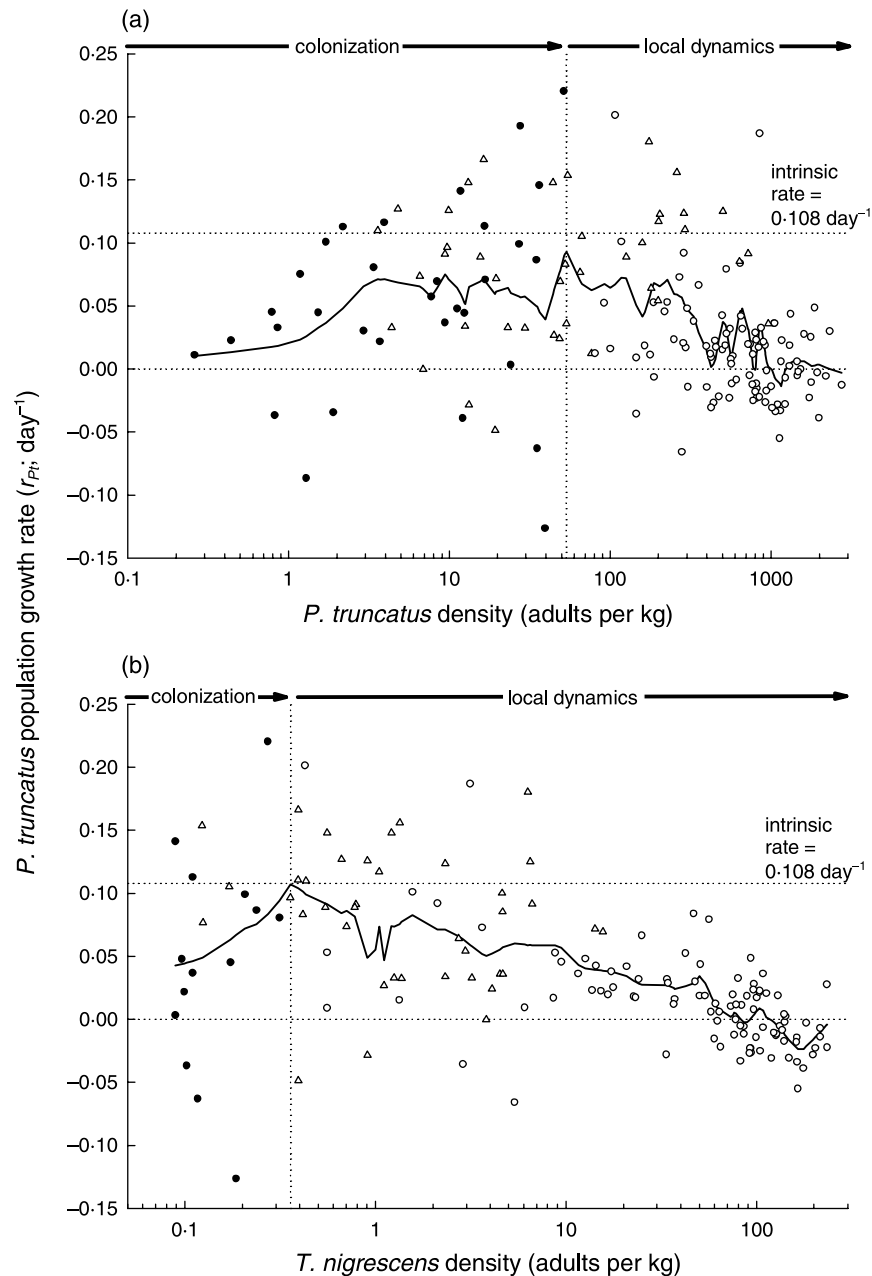 (a)
colonization
local dynamics
0·25
0·20
0·15
0·10
0·05
0·00
−0·05
−0·10
−0·15
intrinsic
rate =
0·108 day−1
0·1
1
10
100
1000
P. truncatus density (adults per kg)
P. truncatus population growth rate (rPt; day−1)
(b)
colonization
local dynamics
0·25
0·20
0·15
0·10
0·05
0·00
−0·05
−0·10
−0·15
intrinsic
rate =
0·108 day−1
0·1
1
10
100
T. nigrescens density (adults per kg)